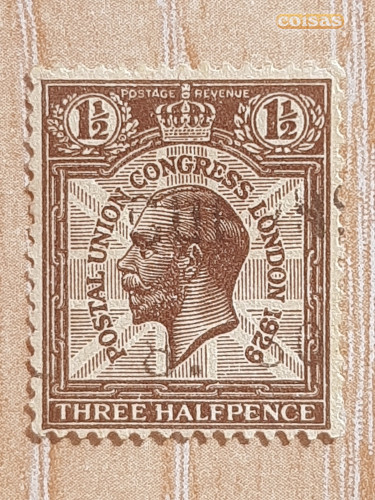 coisas
POSTAGE REVENUE
1½ 1½
POSTAL UNION CONGRESS LONDON 1929
THREE HALFPENCE